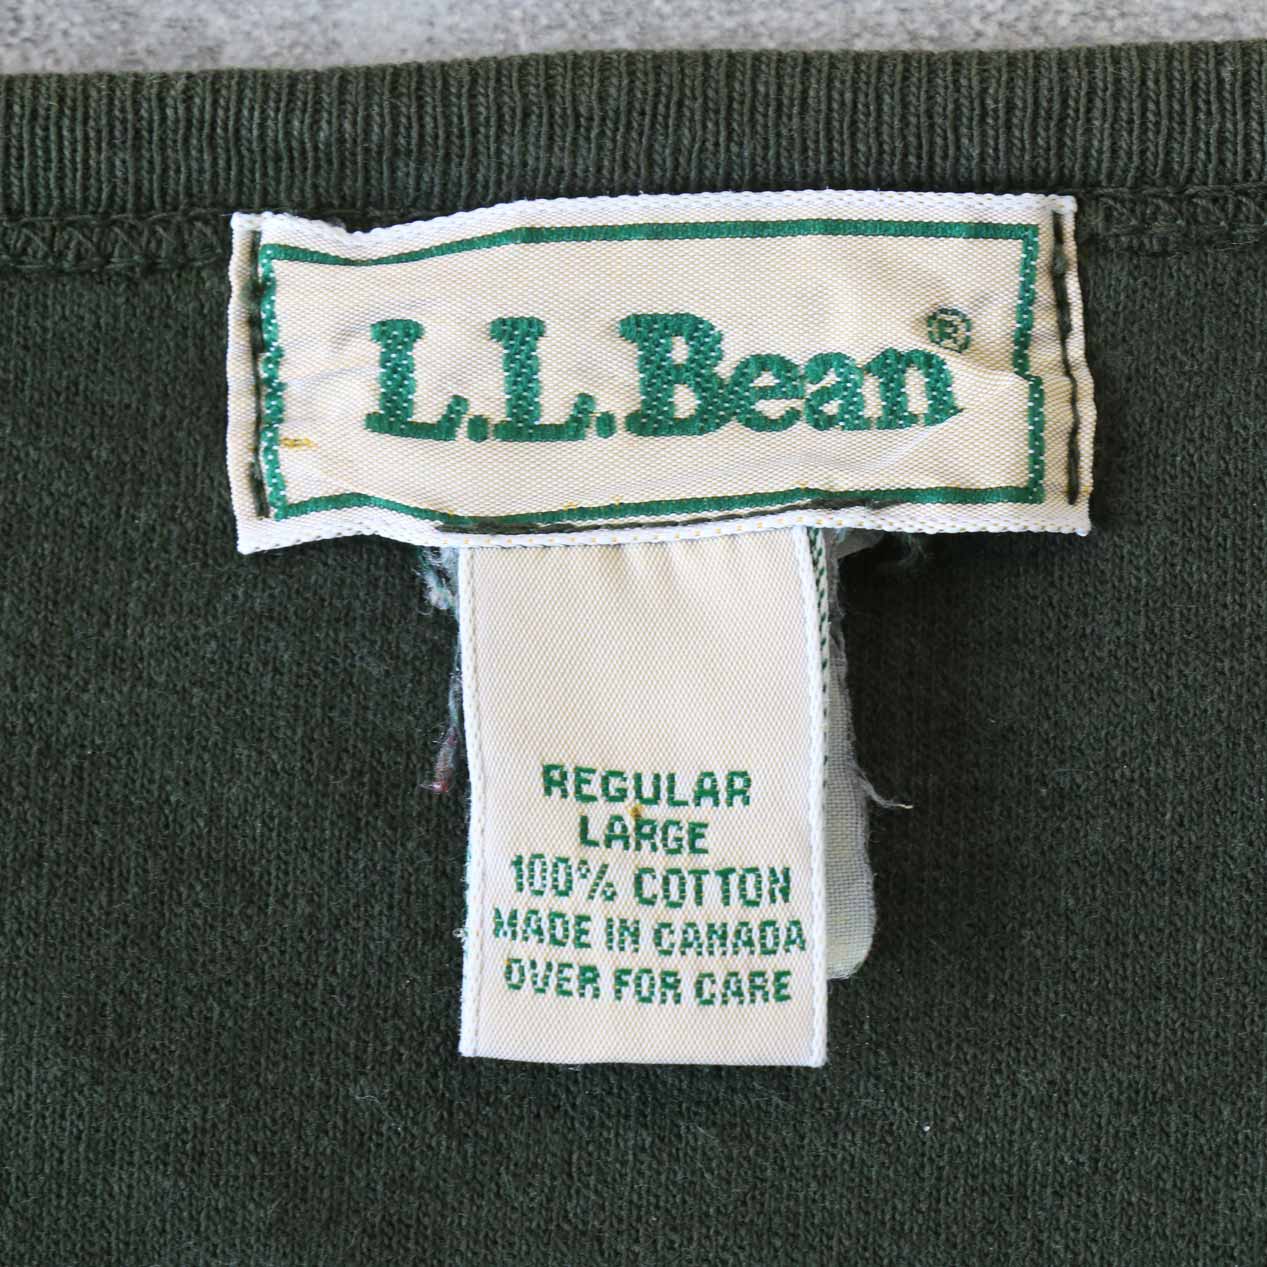 L.L.Bean®
REGULAR
LARGE
100% COTTON
MADE IN CANADA
OVER FOR CARE